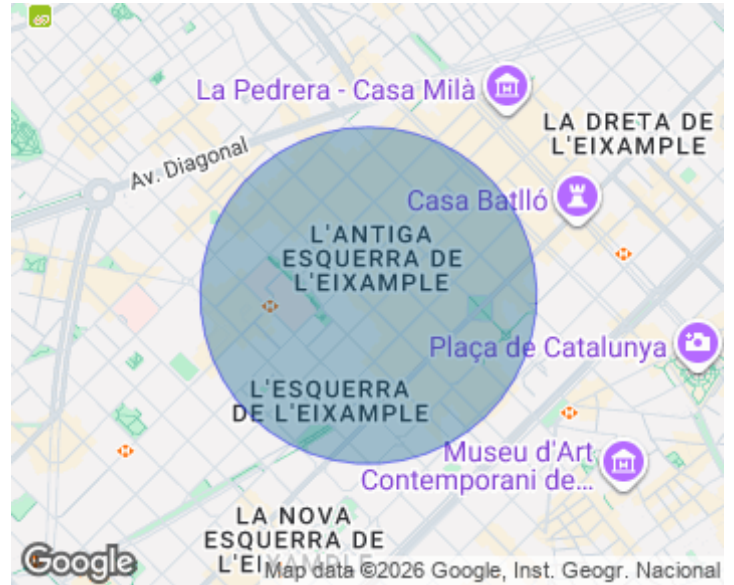 La Pedrera - Casa Milà
LA DRETA DE
L'EIXAMPLE
Av. Diagonal
Casa Batlló
L'ANTIGA
ESQUERRA DE
L'EIXAMPLE
Plaça de Catalunya
L'ESQUERRA
DE L'EIXAMPLE
Museu d'Art
Contemporani de...
LA NOVA
ESQUERRA DE
L'EIXAMPLE
Google
Map data ©2026 Google, Inst. Geogr. Nacional